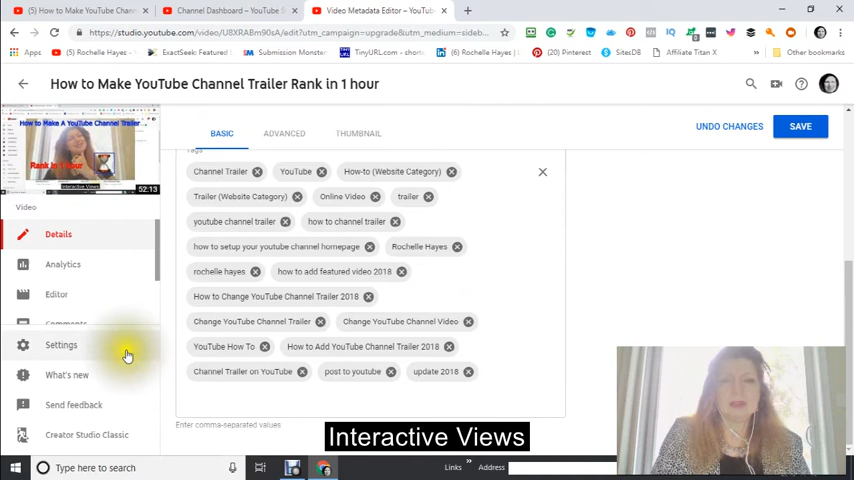 (5) How to Make YouTube Channel
Channel Dashboard – YouTube S
Video Metadata Editor – YouTub
https://studio.youtube.com/video/U8XRABm90sA/edit?utm_campaign=upgrade&utm_medium=sideb...
Apps
(5) Rochelle Hayes -
ExactSeek: Featured L
Submission Monster
TinyURL.com - shorte
(6) LinkedIn
(20) Pinterest
SitesDB
Affiliate Titan X
Other bookmarks
How to Make YouTube Channel Trailer Rank in 1 hour
How to Make A YouTube Channel Trailer
Rank in 1 hour
Interactive Views
52:13
BASIC
ADVANCED
THUMBNAIL
UNDO CHANGES
SAVE
Video
Details
Analytics
Editor
Comments
Settings
What's new
Send feedback
Creator Studio Classic
Tags
Channel Trailer YouTube How-to (Website Category)
Trailer (Website Category) Online Video trailer
youtube channel trailer how to channel trailer
how to setup your youtube channel homepage Rochelle Hayes
rochelle hayes how to add featured video 2018
How to Change YouTube Channel Trailer 2018
Change YouTube Channel Trailer Change YouTube Channel Video
YouTube How To How to Add YouTube Channel Trailer 2018
Channel Trailer on YouTube post to youtube update 2018
Enter comma-separated values
Interactive Views
Type here to search
Links
Address